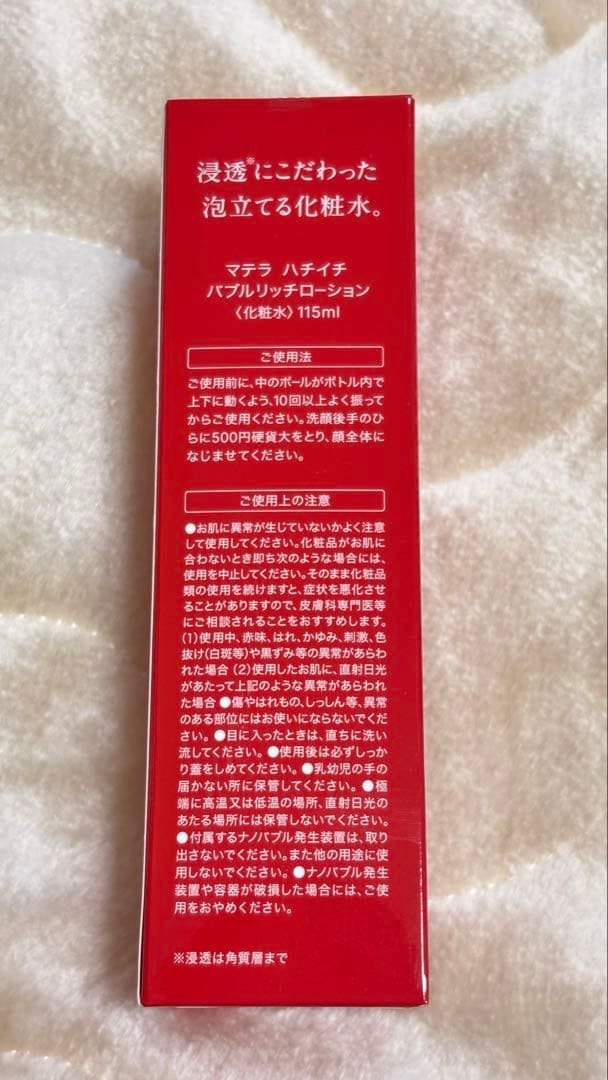 浸透※にこだわった
泡立てる化粧水。
マテラ ハチイチ
バブルリッチローション
〈化粧水〉115ml
ご使用法
ご使用前に、中のボールがボトル内で
上下に動くよう、10回以上よく振って
からご使用ください。洗顔後手のひ
らに500円硬貨大をとり、顔全体に
なじませてください。
ご使用上の注意
●お肌に異常が生じていないかよく注意
して使用してください。化粧品がお肌に
合わないとき即ち次のような場合には、
使用を中止してください。そのまま化粧品
類の使用を続けますと、症状を悪化させ
ることがありますので、皮膚科専門医等
にご相談されることをおすすめします。
(1)使用中、赤味、はれ、かゆみ、刺激、色
抜け(白斑等)や黒ずみ等の異常があらわ
れた場合 (2)使用したお肌に、直射日光
があたって上記のような異常があらわれ
た場合 ●傷やはれもの、しっしん等、異常
のある部位にはお使いにならないでくだ
さい。 ●目に入ったときは、直ちに洗い
流してください。 ●使用後は必ずしっか
り蓋をしめてください。 ●乳幼児の手の
届かない所に保管してください。 ●極
端に高温又は低温の場所、直射日光の
あたる場所には保管しないでください。
●付属するナノバブル発生装置は、取り
出さないでください。また他の用途に使
用しないでください。 ●ナノバブル発生
装置や容器が破損した場合には、ご使
用をおやめください。
※浸透は角質層まで